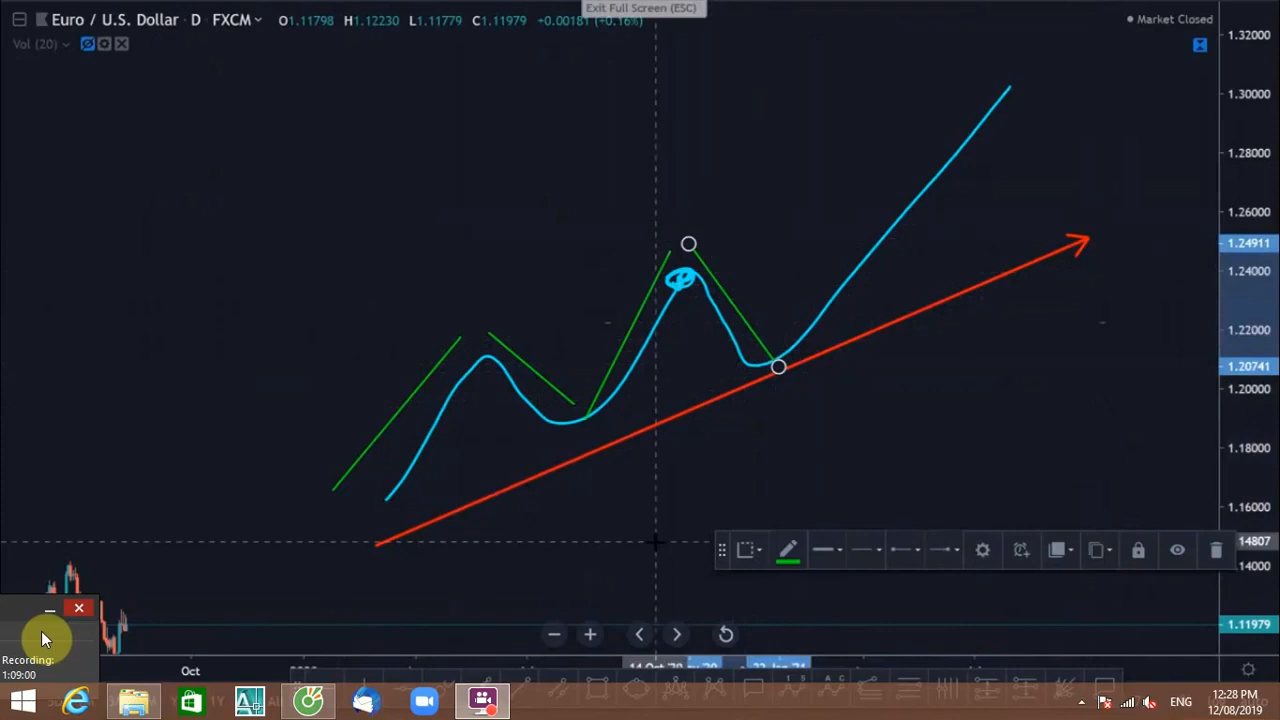 Exit Full Screen (ESC)
Euro / U.S. Dollar D FXCM O1.11798 H1.12230 L1.11779 C1.11979 +0.00181 (+0.16%)
Market Closed
Vol (20)
1.32000
1.30000
1.28000
1.26000
1.24911
1.24000
1.22000
1.20741
1.20000
1.18000
1.16000
14807
14000
1.11979
Recording:
1:09:00
Oct
12:28 PM
ENG
12/08/2019